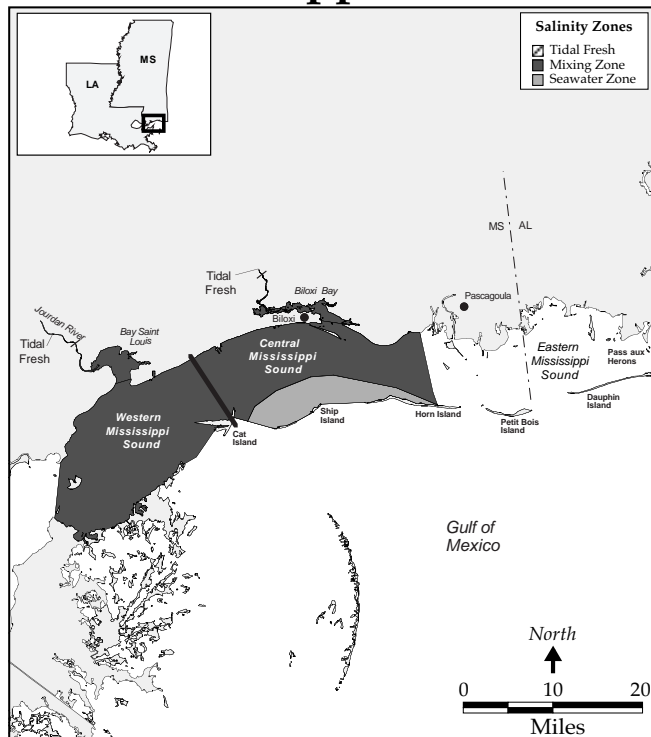 Salinity Zones
Tidal Fresh
Mixing Zone
Seawater Zone
MS
LA
MS
AL
Tidal
Fresh
Biloxi Bay
Biloxi
Pascagoula
Jourdan River
Tidal
Fresh
Bay Saint
Louis
Central
Mississippi
Sound
Eastern
Mississippi
Sound
Pass aux
Herons
Dauphin
Island
Western
Mississippi
Sound
Cat
Island
Ship
Island
Horn Island
Petit Bois
Island
Gulf of
Mexico
North
0
10
20
Miles